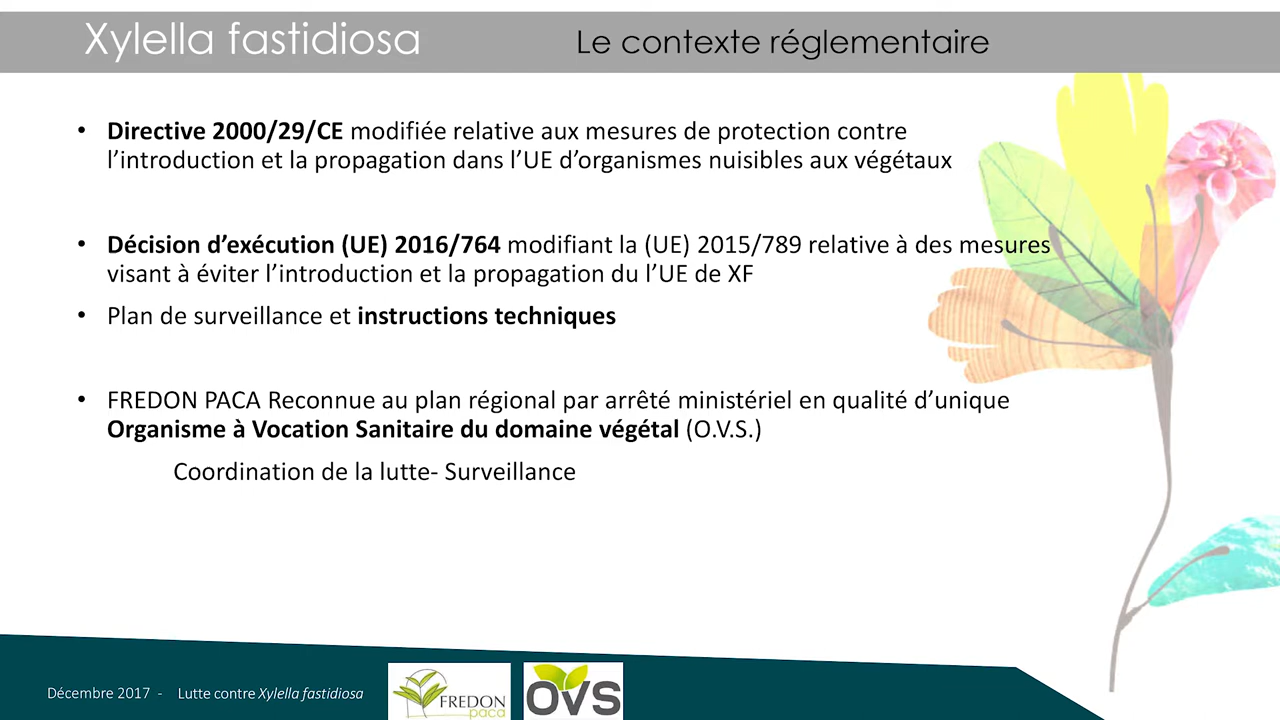 Xylella fastidiosa
Le contexte réglementaire
• Directive 2000/29/CE modifiée relative aux mesures de protection contre
l’introduction et la propagation dans l’UE d’organismes nuisibles aux végétaux
• Décision d’exécution (UE) 2016/764 modifiant la (UE) 2015/789 relative à des mesures
visant à éviter l’introduction et la propagation du l’UE de XF
• Plan de surveillance et instructions techniques
• FREDON PACA Reconnue au plan régional par arrêté ministériel en qualité d’unique
Organisme à Vocation Sanitaire du domaine végétal (O.V.S.)
Coordination de la lutte- Surveillance
Décembre 2017 - Lutte contre Xylella fastidiosa
FREDON
paca
OVS